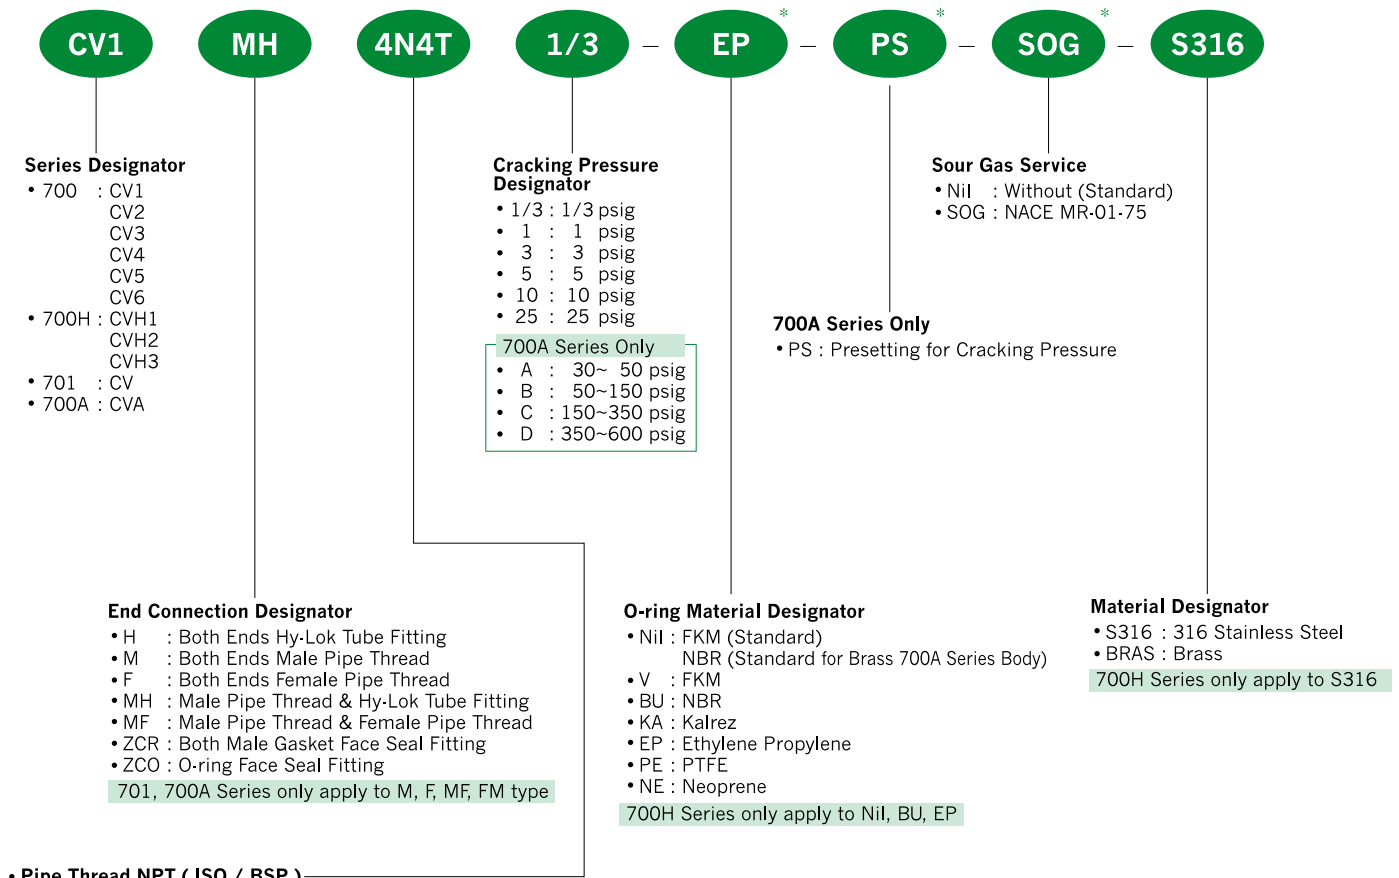 CV1 MH 4N4T 1/3 – EP* – PS* – SOG* – S316
Series Designator
• 700 : CV1
CV2
CV3
CV4
CV5
CV6
• 700H : CVH1
CVH2
CVH3
• 701 : CV
• 700A : CVA
Cracking Pressure
Designator
• 1/3 : 1/3 psig
• 1 : 1 psig
• 3 : 3 psig
• 5 : 5 psig
• 10 : 10 psig
• 25 : 25 psig
700A Series Only
• A : 30~ 50 psig
• B : 50~150 psig
• C : 150~350 psig
• D : 350~600 psig
700A Series Only
• PS : Presetting for Cracking Pressure
Sour Gas Service
• Nil : Without (Standard)
• SOG : NACE MR-01-75
End Connection Designator
• H : Both Ends Hy-Lok Tube Fitting
• M : Both Ends Male Pipe Thread
• F : Both Ends Female Pipe Thread
• MH : Male Pipe Thread & Hy-Lok Tube Fitting
• MF : Male Pipe Thread & Female Pipe Thread
• ZCR : Both Male Gasket Face Seal Fitting
• ZCO : O-ring Face Seal Fitting
701, 700A Series only apply to M, F, MF, FM type
O-ring Material Designator
• Nil : FKM (Standard)
NBR (Standard for Brass 700A Series Body)
• V : FKM
• BU : NBR
• KA : Kalrez
• EP : Ethylene Propylene
• PE : PTFE
• NE : Neoprene
700H Series only apply to Nil, BU, EP
Material Designator
• S316 : 316 Stainless Steel
• BRAS : Brass
700H Series only apply to S316
• Pipe Thread NPT ( ISO / BSP )